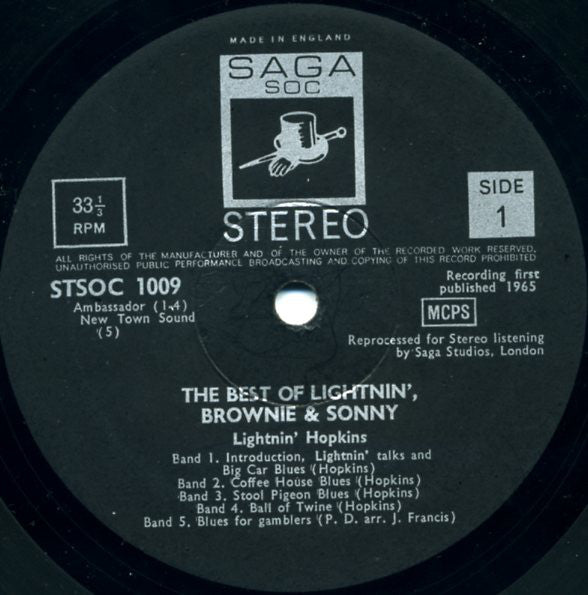 MADE IN ENGLAND
SAGA
SOC
STEREO
33⅓
RPM
SIDE
1
ALL RIGHTS OF THE MANUFACTURER AND OF THE OWNER OF THE RECORDED WORK RESERVED,
UNAUTHORISED PUBLIC PERFORMANCE BROADCASTING AND COPYING OF THIS RECORD PROHIBITED
STSOC 1009
Ambassador (1-4)
New Town Sound
(5)
Recording first
published 1965
MCPS
Reprocessed for Stereo listening
by Saga Studios, London
THE BEST OF LIGHTNIN',
BROWNIE & SONNY
Lightnin' Hopkins
Band 1. Introduction, Lightnin' talks and
Big Car Blues (Hopkins)
Band 2. Coffee House Blues (Hopkins)
Band 3. Stool Pigeon Blues (Hopkins)
Band 4. Ball of Twine (Hopkins)
Band 5. Blues for gamblers (P. D. arr. J. Francis)